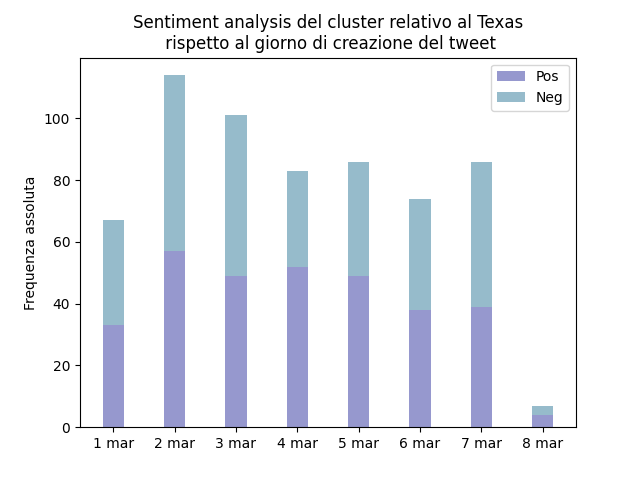 Sentiment analysis del cluster relativo al Texas
rispetto al giorno di creazione del tweet
Pos
Neg
Frequenza assoluta
100
80
60
40
20
0
1 mar 2 mar 3 mar 4 mar 5 mar 6 mar 7 mar 8 mar